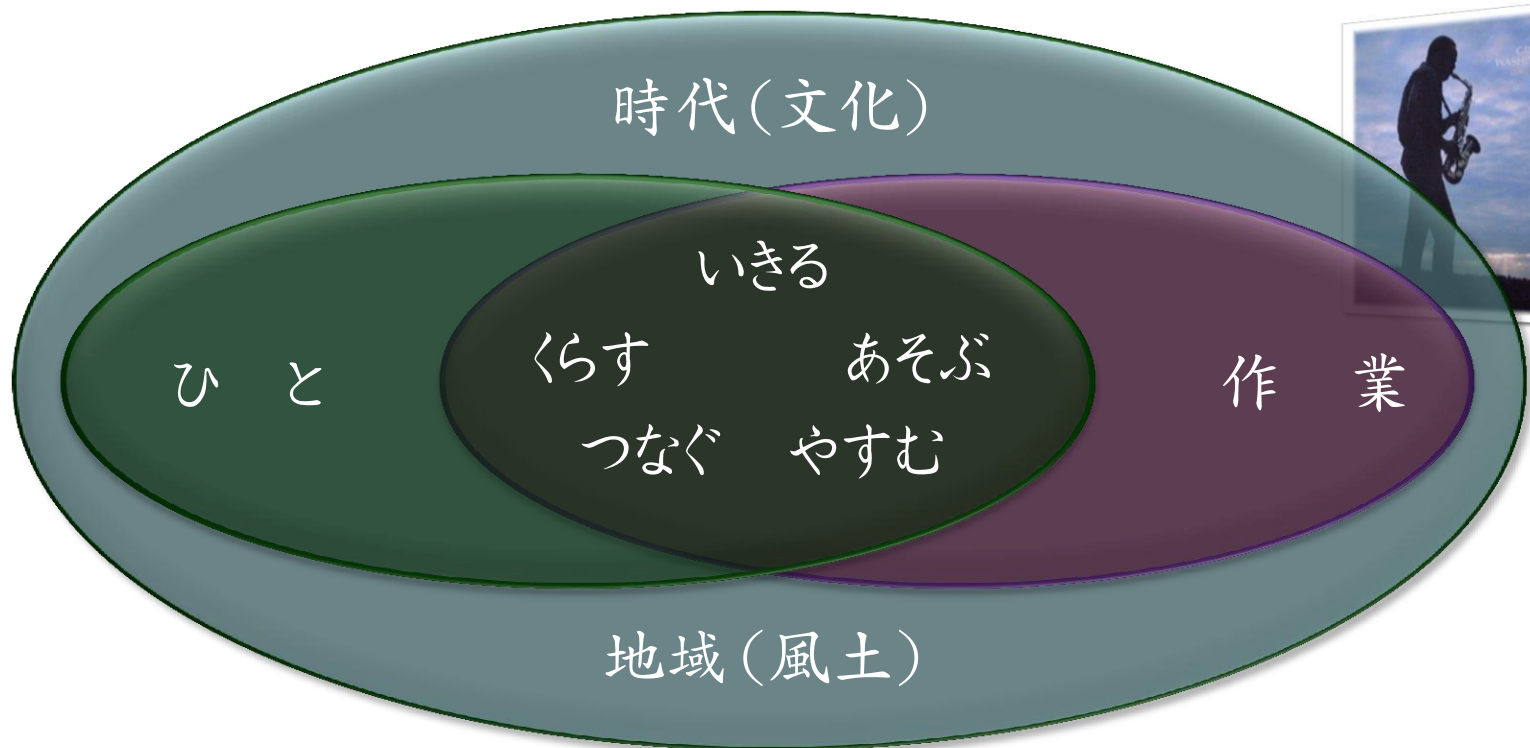 時代(文化)
いきる
くらす あそぶ
ひと 作業
つなぐ やすむ
地域(風土)